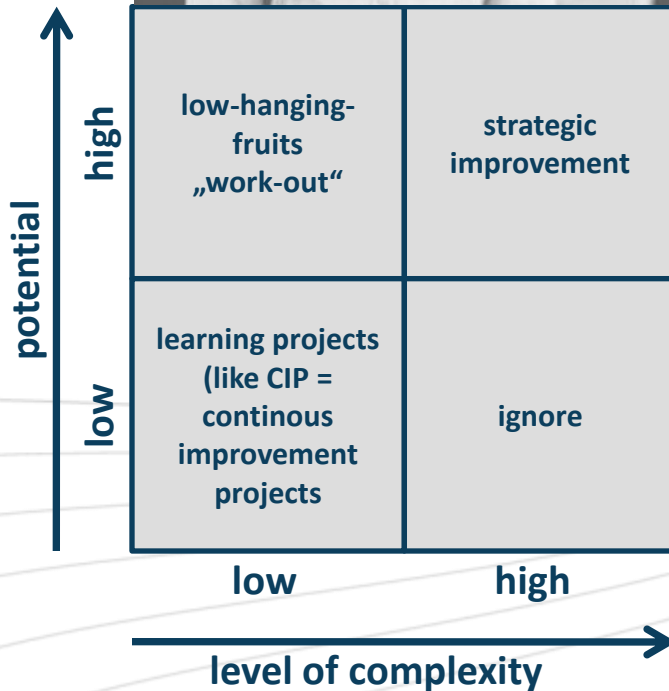 potential
high
low-hanging-
fruits
„work-out“
strategic
improvement
low
learning projects
(like CIP =
continous
improvement
projects
ignore
low
high
level of complexity